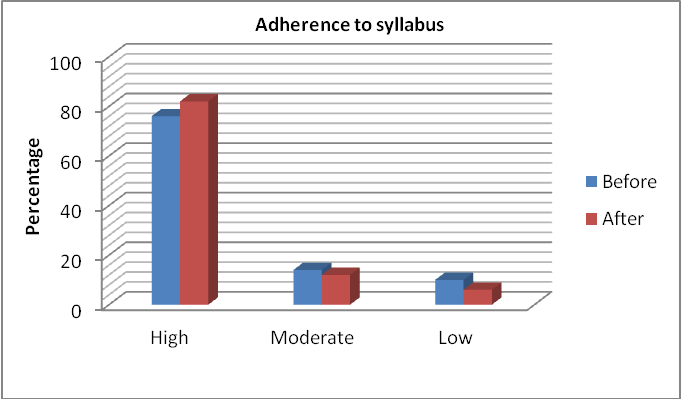 Adherence to syllabus
Percentage
100
80
60
40
20
0
High
Moderate
Low
Before
After